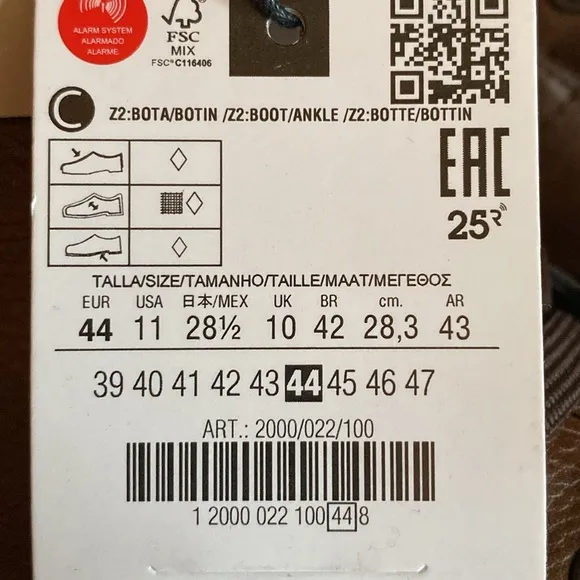 ALARM SYSTEM
ALARMADO
ALARME
FSC
MIX
FSC® C116406
C Z2:BOTA/BOTIN /Z2:BOOT/ANKLE /Z2:BOTTE/BOTTIN
EAC
25R
TALLA/SIZE/TAMANHO/TAILLE/MAAT/ΜΕΓΕΘΟΣ
EUR USA 日本/MEX UK BR cm. AR
44 11 28½ 10 42 28,3 43
39 40 41 42 43 44 45 46 47
ART.: 2000/022/100
1 2000 022 100 44 8